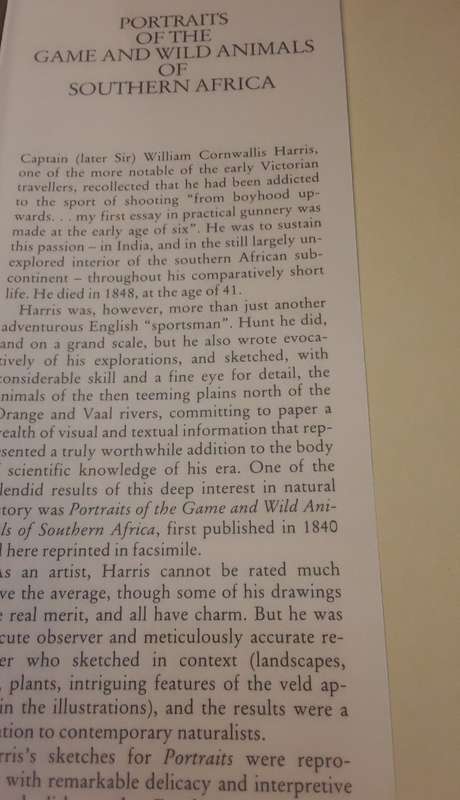 PORTRAITS
OF THE
GAME AND WILD ANIMALS
OF
SOUTHERN AFRICA
Captain (later Sir) William Cornwallis Harris,
one of the more notable of the early Victorian
travellers, recollected that he had been addicted
to the sport of shooting “from boyhood up-
wards. . . my first essay in practical gunnery was
made at the early age of six”. He was to sustain
this passion – in India, and in the still largely un-
explored interior of the southern African sub-
continent – throughout his comparatively short
life. He died in 1848, at the age of 41.
Harris was, however, more than just another
adventurous English “sportsman”. Hunt he did,
and on a grand scale, but he also wrote evoca-
tively of his explorations, and sketched, with
considerable skill and a fine eye for detail, the
animals of the then teeming plains north of the
Orange and Vaal rivers, committing to paper a
wealth of visual and textual information that rep-
esented a truly worthwhile addition to the body
scientific knowledge of his era. One of the
lendid results of this deep interest in natural
tory was Portraits of the Game and Wild Ani-
ls of Southern Africa, first published in 1840
l here reprinted in facsimile.
As an artist, Harris cannot be rated much
ve the average, though some of his drawings
e real merit, and all have charm. But he was
cute observer and meticulously accurate re-
er who sketched in context (landscapes,
, plants, intriguing features of the veld ap-
in the illustrations), and the results were a
ation to contemporary naturalists.
rris's sketches for Portraits were repro-
with remarkable delicacy and interpretive